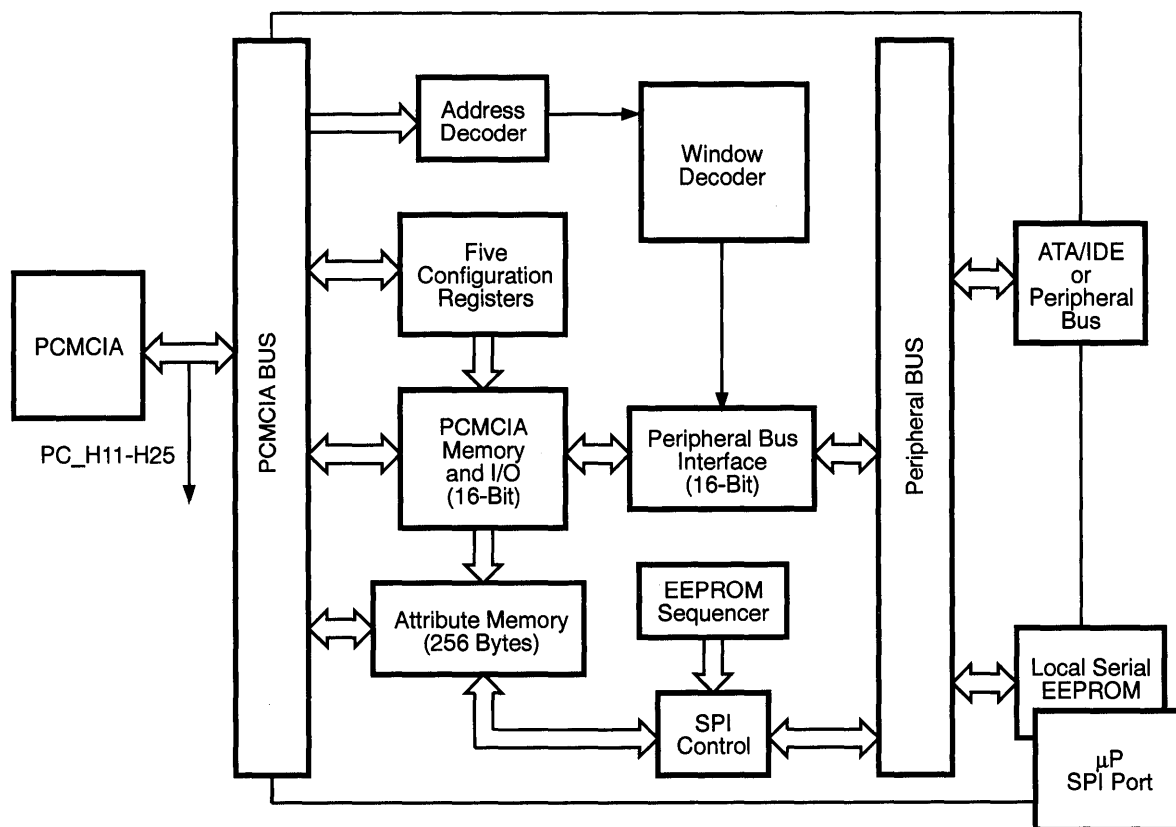 Address
Decoder
Window
Decoder
Five
Configuration
Registers
ATA/IDE
or
Peripheral
Bus
PCMCIA
PCMCIA BUS
Peripheral BUS
PC_H11-H25
PCMCIA
Memory
and I/O
(16-Bit)
Peripheral Bus
Interface
(16-Bit)
Attribute Memory
(256 Bytes)
EEPROM
Sequencer
SPI
Control
Local Serial
EEPROM
μP
SPI Port